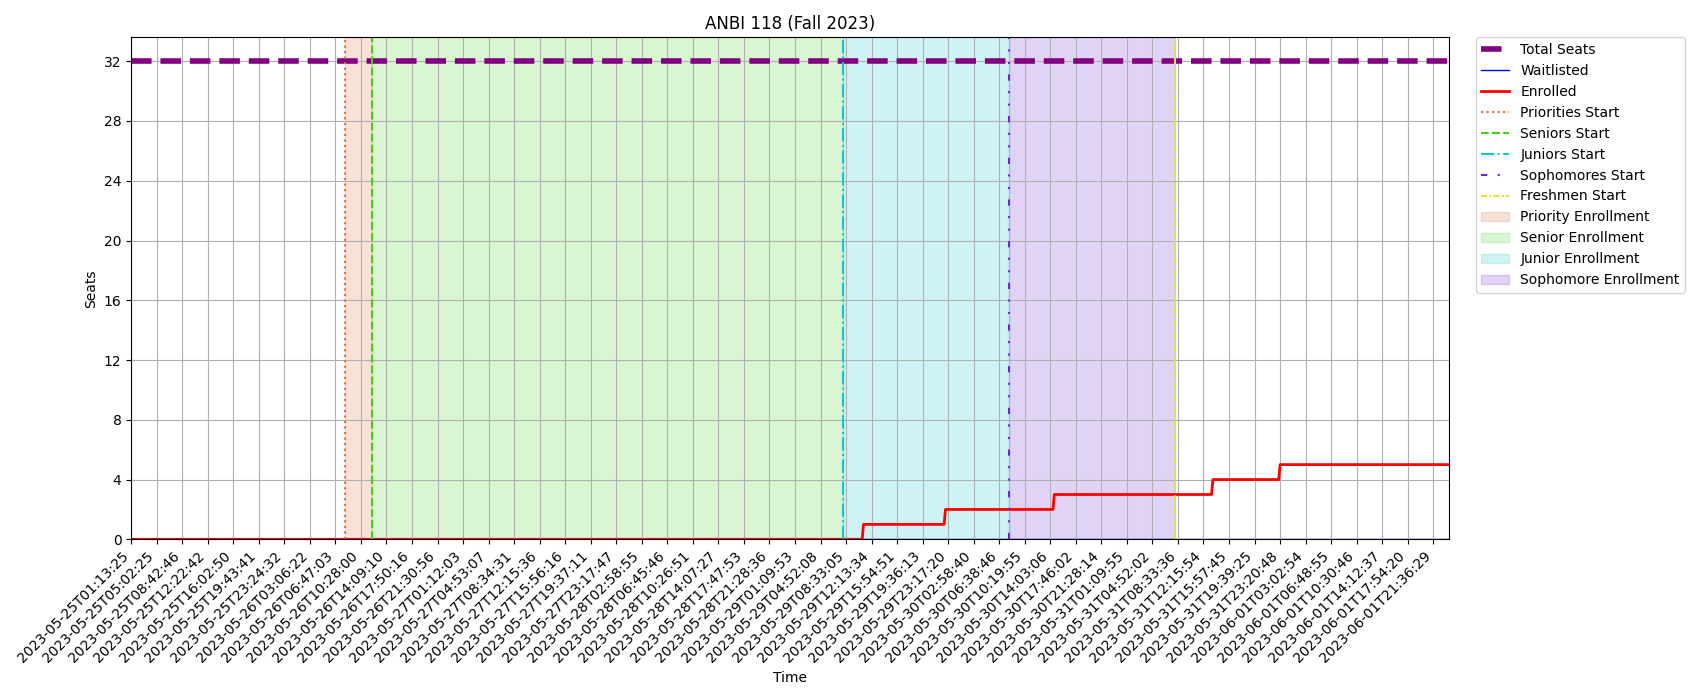 ANBI 118 (Fall 2023)
Total Seats
Waitlisted
Enrolled
Priorities Start
Seniors Start
Juniors Start
Sophomores Start
Freshmen Start
Priority Enrollment
Senior Enrollment
Junior Enrollment
Sophomore Enrollment
Seats
32
28
24
20
16
12
8
4
0
2023-05-25T01:13:25
2023-05-25T05:02:25
2023-05-25T08:42:46
2023-05-25T12:22:42
2023-05-25T16:02:50
2023-05-25T19:43:41
2023-05-25T23:24:32
2023-05-26T03:06:22
2023-05-26T06:47:03
2023-05-26T10:28:00
2023-05-26T14:09:10
2023-05-26T17:50:16
2023-05-26T21:30:56
2023-05-27T01:12:03
2023-05-27T04:53:07
2023-05-27T08:34:31
2023-05-27T12:15:36
2023-05-27T15:56:16
2023-05-27T19:37:11
2023-05-27T23:17:47
2023-05-28T02:58:55
2023-05-28T06:45:46
2023-05-28T10:26:51
2023-05-28T14:07:27
2023-05-28T17:47:53
2023-05-28T21:28:36
2023-05-29T01:09:53
2023-05-29T04:52:08
2023-05-29T08:33:05
2023-05-29T12:13:34
2023-05-29T15:54:51
2023-05-29T19:36:13
2023-05-29T23:17:20
2023-05-30T02:58:40
2023-05-30T06:38:46
2023-05-30T10:19:55
2023-05-30T14:03:06
2023-05-30T17:46:02
2023-05-30T21:28:14
2023-05-31T01:09:55
2023-05-31T04:52:02
2023-05-31T08:33:36
2023-05-31T12:15:54
2023-05-31T15:57:45
2023-05-31T19:39:25
2023-05-31T23:20:48
2023-06-01T03:02:54
2023-06-01T06:48:55
2023-06-01T10:30:46
2023-06-01T14:12:37
2023-06-01T17:54:20
2023-06-01T21:36:29
Time